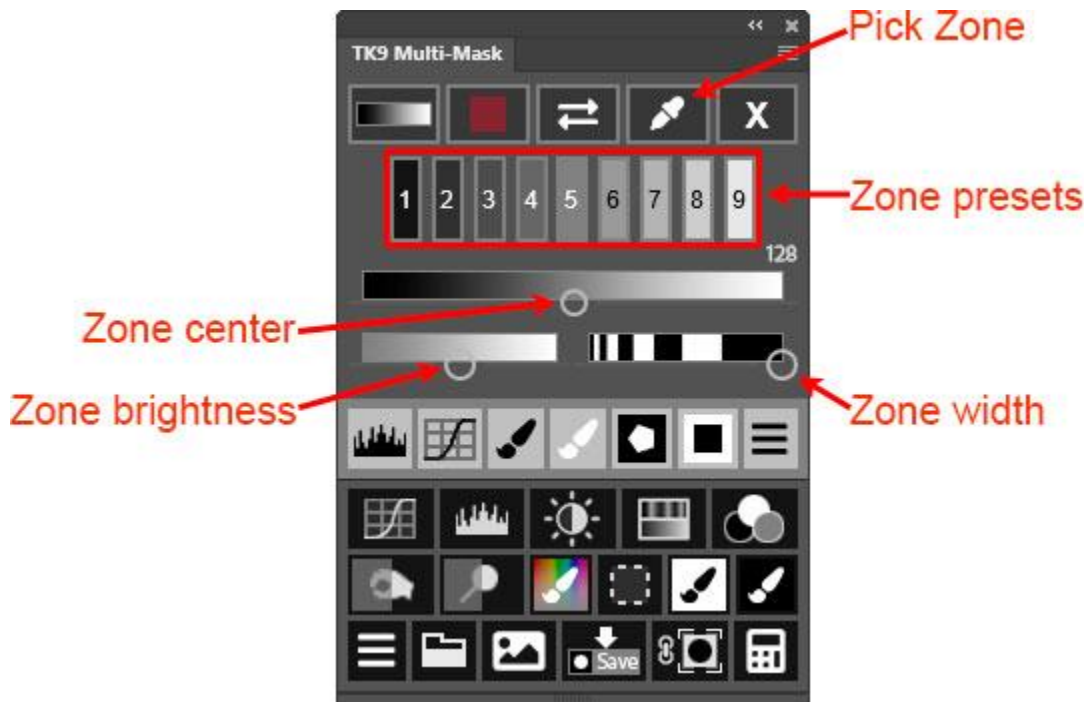 Pick Zone
TK9 Multi-Mask
X
1 2 3 4 5 6 7 8 9
Zone presets
128
Zone center
Zone brightness
Zone width
Save